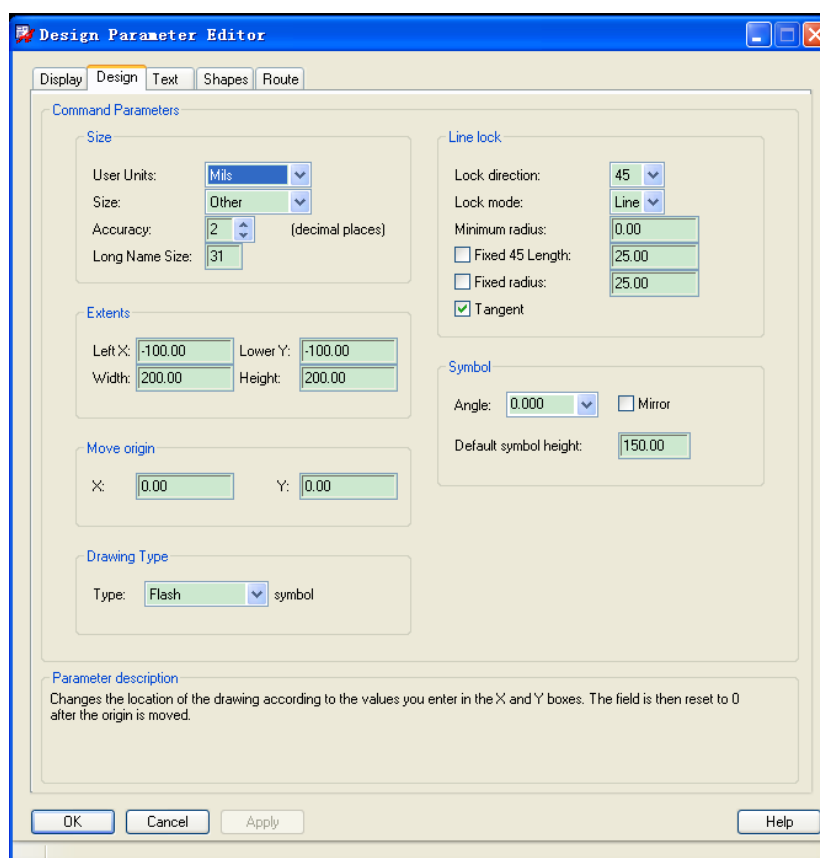 Design Parameter Editor
Display Design Text Shapes Route
Command Parameters
Size
User Units: Mils
Size: Other
Accuracy: 2 (decimal places)
Long Name Size: 31
Extents
Left X: -100.00 Lower Y: -100.00
Width: 200.00 Height: 200.00
Move origin
X: 0.00 Y: 0.00
Drawing Type
Type: Flash symbol
Line lock
Lock direction: 45
Lock mode: Line
Minimum radius: 0.00
Fixed 45 Length: 25.00
Fixed radius: 25.00
Tangent
Symbol
Angle: 0.000 Mirror
Default symbol height: 150.00
Parameter description
Changes the location of the drawing according to the values you enter in the X and Y boxes. The field is then reset to 0
after the origin is moved.
OK Cancel Apply Help